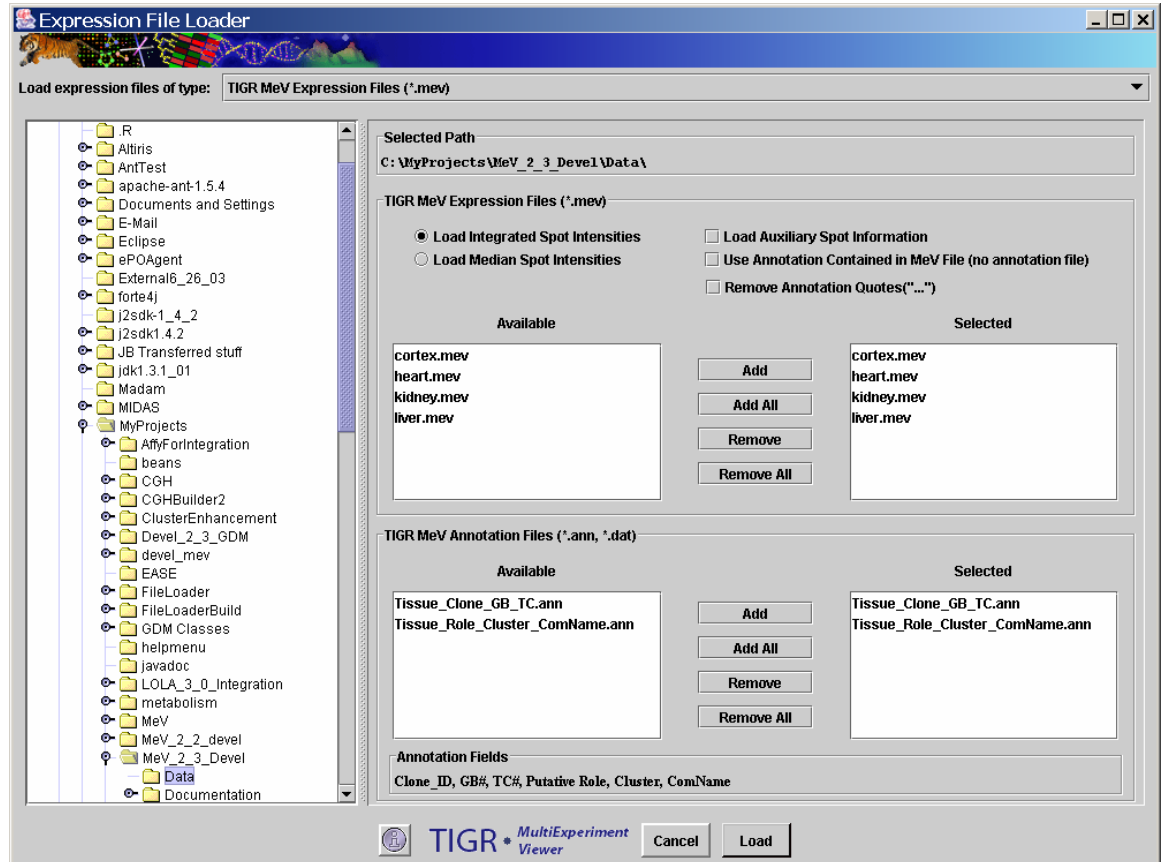 Expression File Loader
Load expression files of type: TIGR MeV Expression Files (*.mev)
.R
Altiris
AntTest
apache-ant-1.5.4
Documents and Settings
E-Mail
Eclipse
ePOAgent
External6_26_03
forte4j
j2sdk-1_4_2
j2sdk1.4.2
JB Transferred stuff
jdk1.3.1_01
Madam
MIDAS
MyProjects
AffyForIntegration
beans
CGH
CGHBuilder2
ClusterEnhancement
Devel_2_3_GDM
devel_mev
EASE
FileLoader
FileLoaderBuild
GDM Classes
helpmenu
javadoc
LOLA_3_0_Integration
metabolism
MeV
MeV_2_2_devel
MeV_2_3_Devel
Data
Documentation
Selected Path
C:\MyProjects\MeV_2_3_Devel\Data\
TIGR MeV Expression Files (*.mev)
Load Integrated Spot Intensities
Load Median Spot Intensities
Load Auxiliary Spot Information
Use Annotation Contained in MeV File (no annotation file)
Remove Annotation Quotes("...")
Available
cortex.mev
heart.mev
kidney.mev
liver.mev
Add
Add All
Remove
Remove All
Selected
cortex.mev
heart.mev
kidney.mev
liver.mev
TIGR MeV Annotation Files (*.ann, *.dat)
Available
Tissue_Clone_GB_TC.ann
Tissue_Role_Cluster_ComName.ann
Add
Add All
Remove
Remove All
Selected
Tissue_Clone_GB_TC.ann
Tissue_Role_Cluster_ComName.ann
Annotation Fields
Clone_ID, GB#, TC#, Putative Role, Cluster, ComName
TIGR • MultiExperiment
Viewer
Cancel
Load